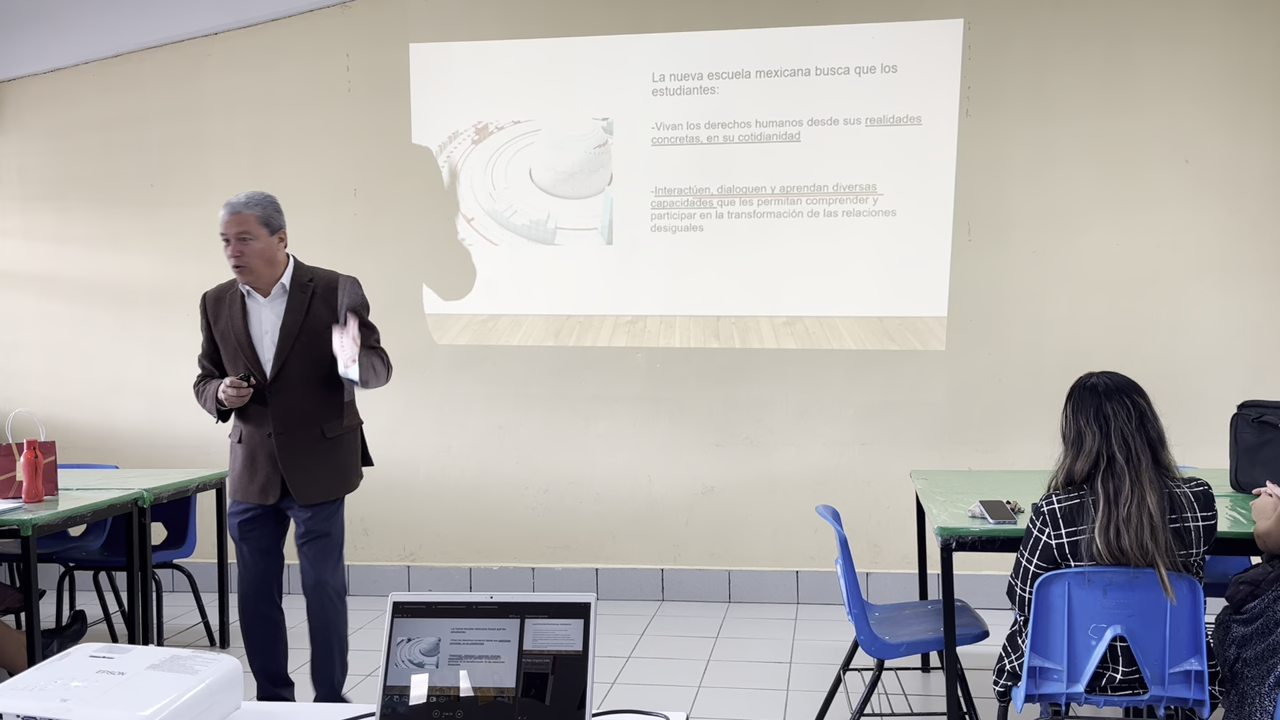 La nueva escuela mexicana busca que los
estudiantes:
-Vivan los derechos humanos desde sus realidades
concretas, en su cotidianidad
-Interactúen, dialoguen y aprendan diversas
capacidades que les permitan comprender y
participar en la transformación de las relaciones
desiguales
EPSON